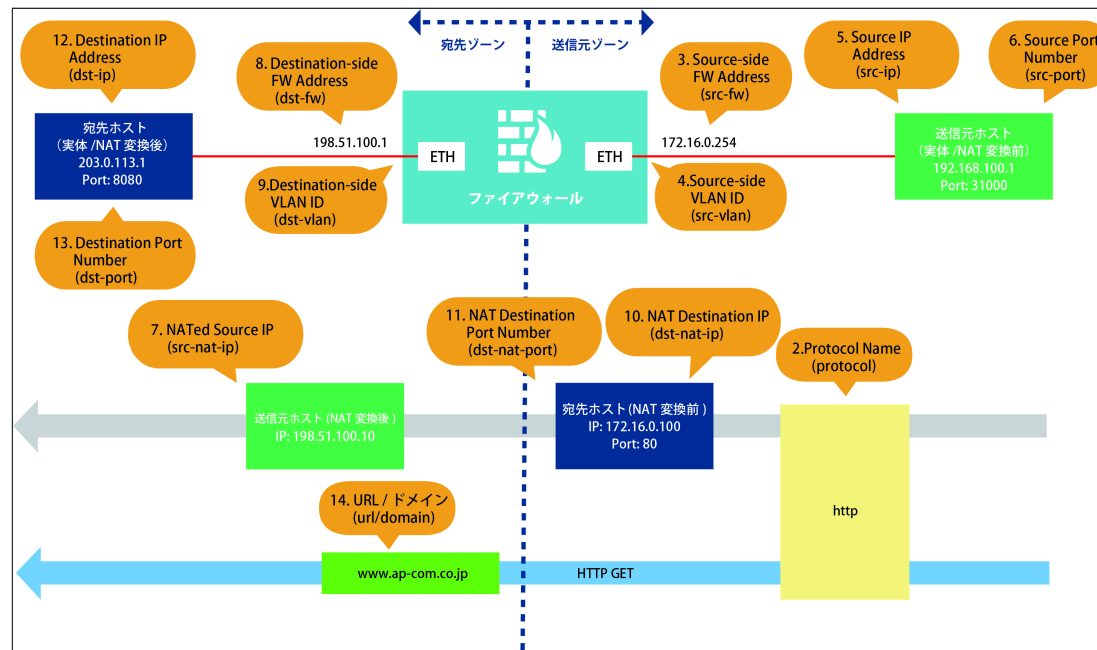 宛先ゾーン
送信元ゾーン
12. Destination IP
Address
(dst-ip)
8. Destination-side
FW Address
(dst-fw)
3. Source-side
FW Address
(src-fw)
5. Source IP
Address
(src-ip)
6. Source Port
Number
(src-port)
宛先ホスト
（実体 /NAT 変換後）
203.0.113.1
Port: 8080
198.51.100.1
ETH
ETH
172.16.0.254
ファイアウォール
送信元ホスト
（実体 /NAT 変換前）
192.168.100.1
Port: 31000
9.Destination-side
VLAN ID
(dst-vlan)
4.Source-side
VLAN ID
(src-vlan)
13. Destination Port
Number
(dst-port)
7. NATed Source IP
(src-nat-ip)
11. NAT Destination
Port Number
(dst-nat-port)
10. NAT Destination IP
(dst-nat-ip)
2.Protocol Name
(protocol)
送信元ホスト (NAT 変換後 )
IP: 198.51.100.10
宛先ホスト (NAT 変換前 )
IP: 172.16.0.100
Port: 80
14. URL / ドメイン
(url/domain)
http
www.ap-com.co.jp
HTTP GET